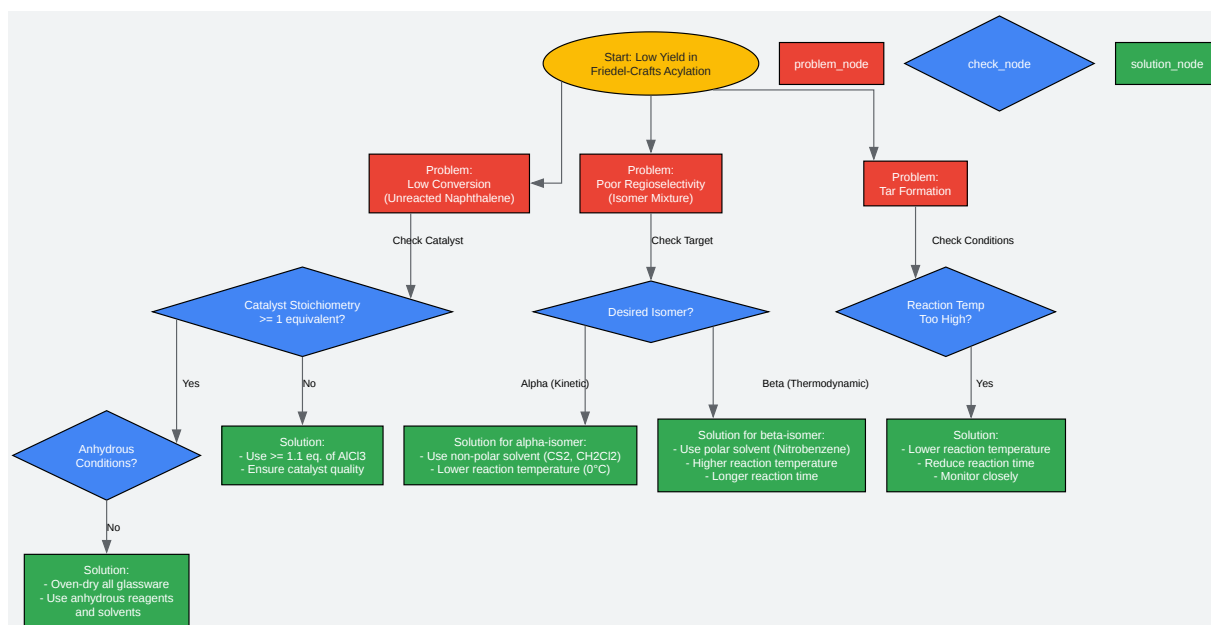 Start: Low Yield in
Friedel-Crafts Acylation
problem_node
check_node
solution_node
Problem:
Low Conversion
(Unreacted Naphthalene)
Problem:
Poor Regioselectivity
(Isomer Mixture)
Problem:
Tar Formation
Check Catalyst
Check Target
Check Conditions
Catalyst Stoichiometry
>= 1 equivalent?
Desired Isomer?
Reaction Temp
Too High?
Yes
No
Alpha (Kinetic)
Beta (Thermodynamic)
Yes
Anhydrous
Conditions?
Solution:
- Use >= 1.1 eq. of AlCl3
- Ensure catalyst quality
Solution for alpha-isomer:
- Use non-polar solvent (CS2, CH2Cl2)
- Lower reaction temperature (0°Cl)
Solution for beta-isomer:
- Use polar solvent (Nitrobenzene)
- Higher reaction temperature
- Longer reaction time
Solution:
- Lower reaction temperature
- Reduce reaction time
- Monitor closely
No
Solution:
- Oven-dry all glassware
- Use anhydrous reagents
and solvents